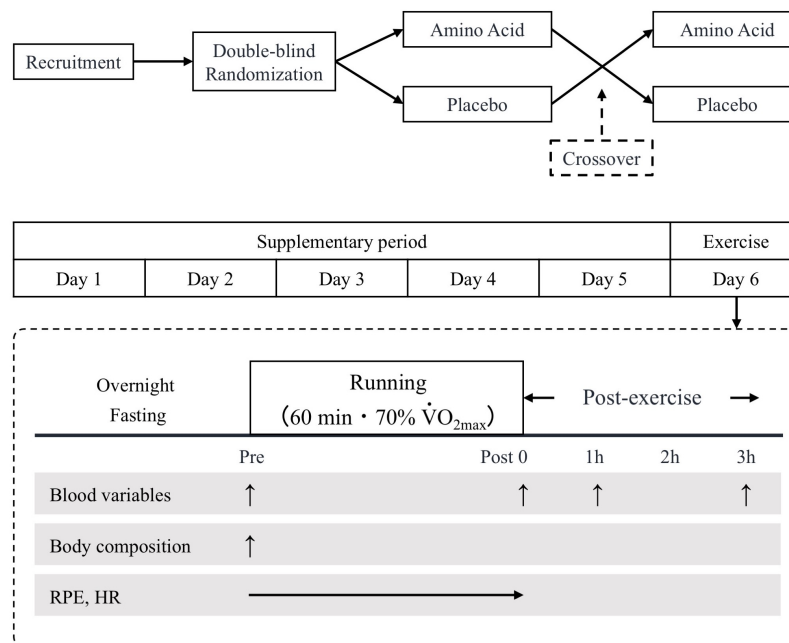 Recruitment
Double-blind
Randomization
Amino Acid
Placebo
Amino Acid
Placebo
Crossover
Supplementary period
Exercise
Day 1
Day 2
Day 3
Day 4
Day 5
Day 6
Overnight
Fasting
Running
(60 min・70% V̇O2max)
Post-exercise
Pre
Post 0
1h
2h
3h
Blood variables
Body composition
RPE, HR